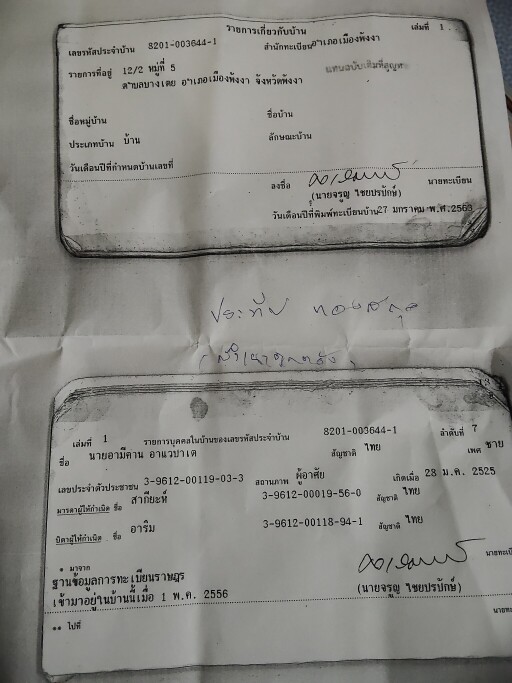 รายการเกี่ยวกับบ้าน เล่มที่ 1
เลขรหัสประจำบ้าน 8201-003644-1 สำนักทะเบียน อำเภอเมืองพังงา
รายการที่อยู่ 12/2 หมู่ที่ 5
ตำบลบางเตย อำเภอเมืองพังงา จังหวัดพังงา
แทนฉบับเดิมที่สูญหาย
ชื่อหมู่บ้าน ชื่อบ้าน
ประเภทบ้าน บ้าน ลักษณะบ้าน
วันเดือนปีที่กำหนดบ้านเลขที่
ลงชื่อ นายทะเบียน
(นายจรูญ ไชยปรปักษ์)
วันเดือนปีที่พิมพ์ทะเบียนบ้าน 27 มกราคม พ.ศ.2563
เล่มที่ 1 รายการบุคคลในบ้านของเลขรหัสประจำบ้าน 8201-003644-1 ลำดับที่ 7
ชื่อ นายอามีดาน อาแวปาเต สัญชาติ ไทย เพศ ชาย
เลขประจำตัวประชาชน 3-9612-00119-03-3 สถานภาพ ผู้อาศัย เกิดเมื่อ 28 ม.ค. 2525
มารดาผู้ให้กำเนิด ชื่อ สากียะห์ 3-9612-00019-56-0 สัญชาติ ไทย
บิดาผู้ให้กำเนิด ชื่อ อาริม 3-9612-00118-94-1 สัญชาติ ไทย
* มาจาก
ฐานข้อมูลการทะเบียนราษฎร
เข้ามาอยู่ในบ้านนี้เมื่อ 1 พ.ค. 2556
(นายจรูญ ไชยปรปักษ์)
** ไปที่